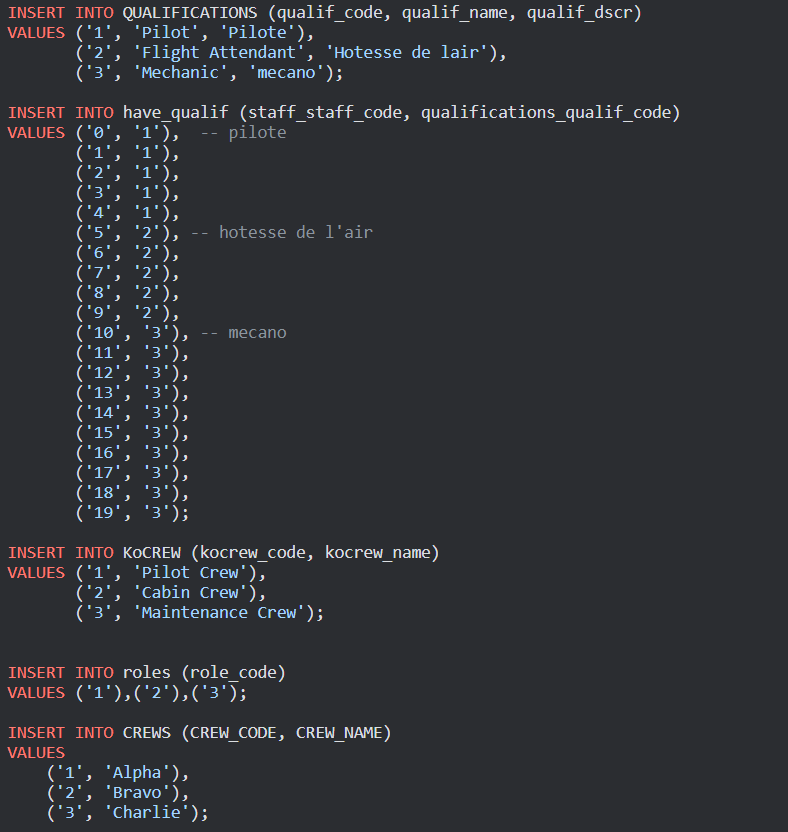 INSERT INTO QUALIFICATIONS (qualif_code, qualif_name, qualif_dscr)
VALUES ('1', 'Pilot', 'Pilote'),
       ('2', 'Flight Attendant', 'Hotesse de lair'),
       ('3', 'Mechanic', 'mecano');
INSERT INTO have_qualif (staff_staff_code, qualifications_qualif_code)
VALUES ('0', '1'),  -- pilote
       ('1', '1'),
       ('2', '1'),
       ('3', '1'),
       ('4', '1'),
       ('5', '2'), -- hotesse de l'air
       ('6', '2'),
       ('7', '2'),
       ('8', '2'),
       ('9', '2'),
       ('10', '3'), -- mecano
       ('11', '3'),
       ('12', '3'),
       ('13', '3'),
       ('14', '3'),
       ('15', '3'),
       ('16', '3'),
       ('17', '3'),
       ('18', '3'),
       ('19', '3');
INSERT INTO KoCREW (kocrew_code, kocrew_name)
VALUES ('1', 'Pilot Crew'),
       ('2', 'Cabin Crew'),
       ('3', 'Maintenance Crew');
INSERT INTO roles (role_code)
VALUES ('1'),('2'),('3');
INSERT INTO CREWS (CREW_CODE, CREW_NAME)
VALUES
    ('1', 'Alpha'),
    ('2', 'Bravo'),
    ('3', 'Charlie');